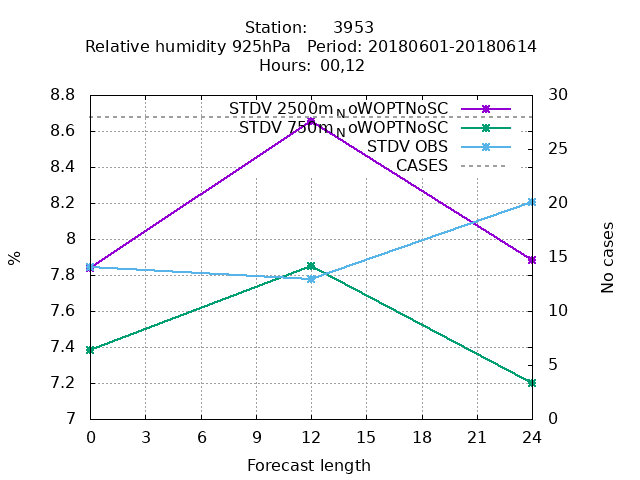 Station: 3953
Relative humidity 925hPa Period: 20180601-20180614
Hours: 00,12
STDV 2500m_NoWOPTNoSC
STDV 750m_NoWOPTNoSC
STDV OBS
CASES
8.8
8.6
8.4
8.2
8
7.8
7.6
7.4
7.2
7
%
30
25
20
15
10
5
0
No cases
0 3 6 9 12 15 18 21 24
Forecast length